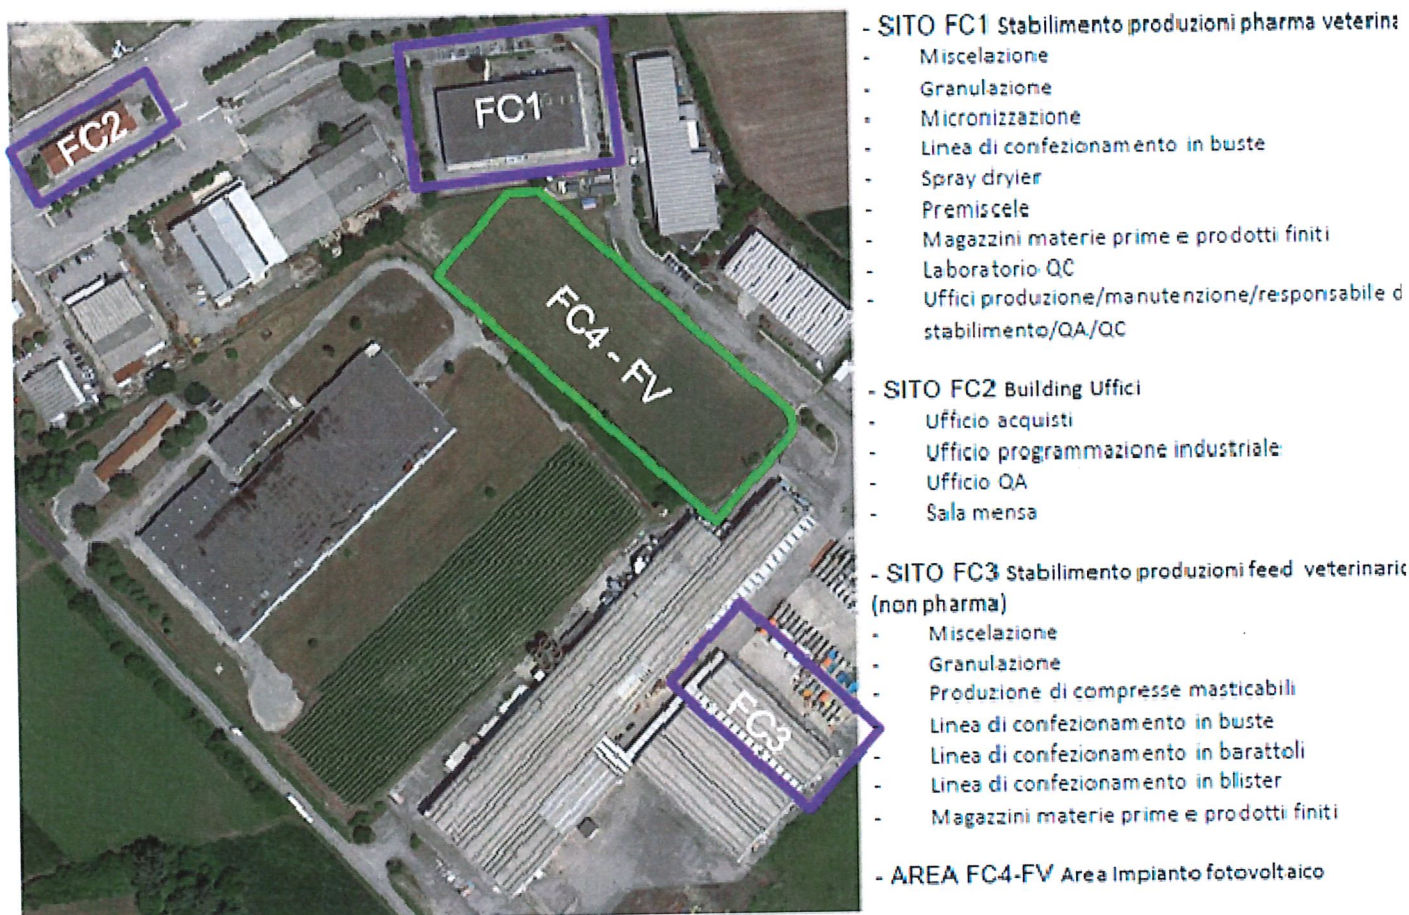 FC1
FC2
FC4 - FV
FC3
- SITO FC1 Stabilimento produzioni pharma veterina
- Miscelazione
- Granulazione
- Micronizzazione
- Linea di confezionamento in buste
- Spray dryier
- Premiscele
- Magazzini materie prime e prodotti finiti
- Laboratorio QC
- Uffici produzione/manutenzione/responsabile d
stabilimento/QA/QC
- SITO FC2 Building Uffici
- Ufficio acquisti
- Ufficio programmazione industriale
- Ufficio QA
- Sala mensa
- SITO FC3 Stabilimento produzioni feed veterinario
(non pharma)
- Miscelazione
- Granulazione
- Produzione di compresse masticabili
Linea di confezionamento in buste
- Linea di confezionamento in barattoli
- Linea di confezionamento in blister
- Magazzini materie prime e prodotti finiti
- AREA FC4-FV Area Impianto fotovoltaico